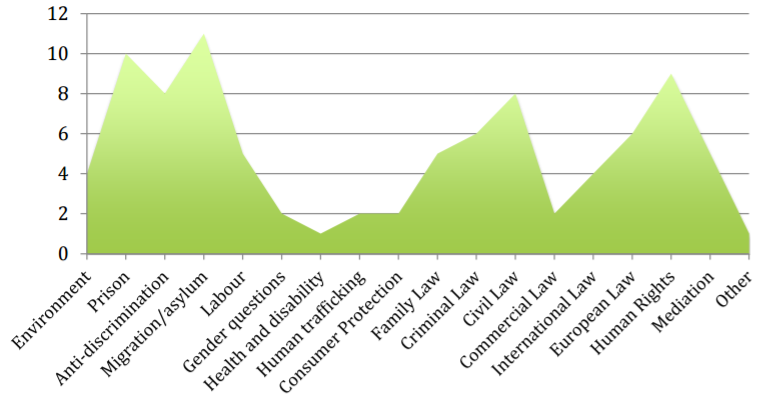 12
10
8
6
4
2
0
Environment
Prison
Anti-discrimination
Migration/asylum
Labour
Gender questions
Health and disability
Human trafficking
Consumer Protection
Family Law
Criminal Law
Civil Law
Commercial Law
International Law
European Law
Human Rights
Mediation
Other